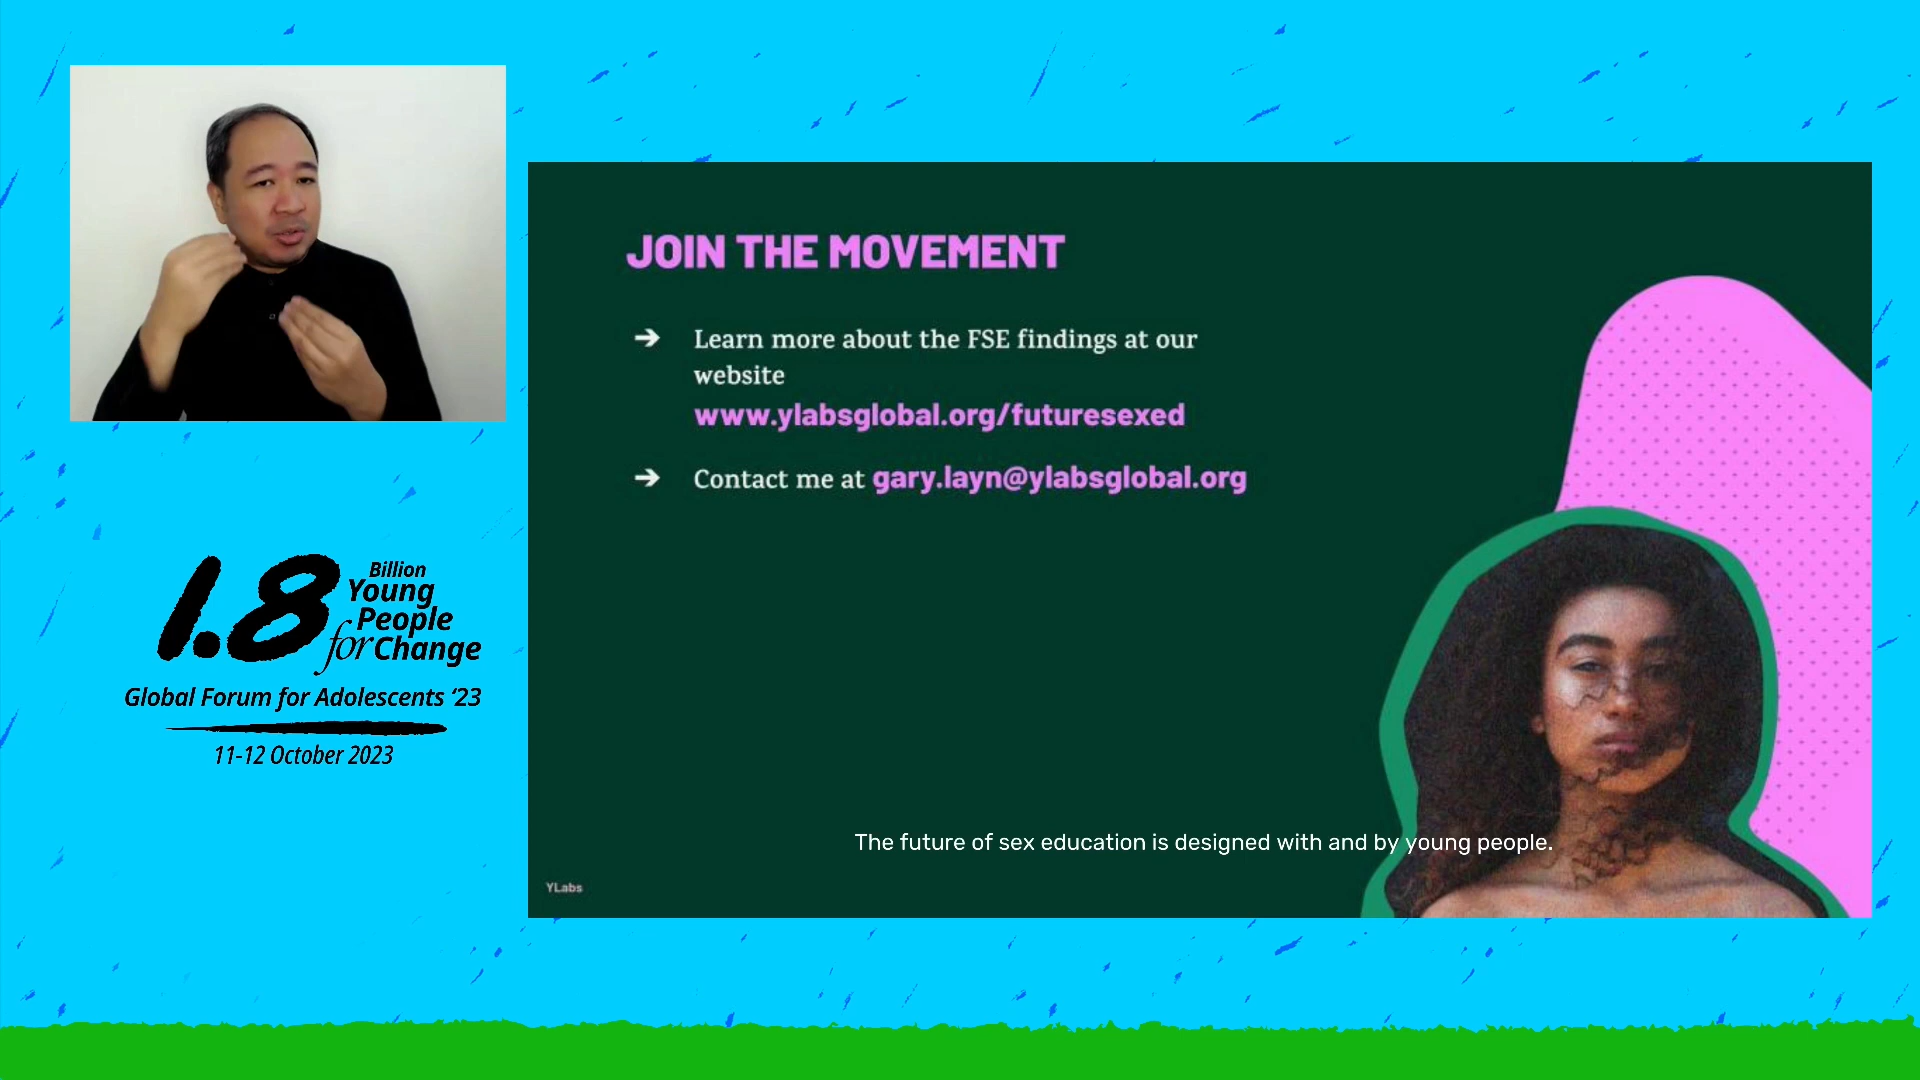 JOIN THE MOVEMENT
➔ Learn more about the FSE findings at our
website
www.ylabsglobal.org/futuresexed
➔ Contact me at gary.layn@ylabsglobal.org
The future of sex education is designed with and by young people.
YLabs
1.8 Billion
Young
People
for Change
Global Forum for Adolescents ‘23
11-12 October 2023